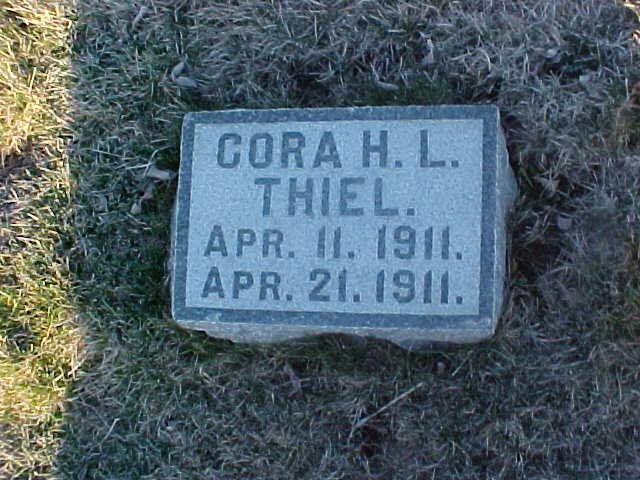 CORA H. L.
THIEL.
APR. 11. 1911.
APR. 21. 1911.